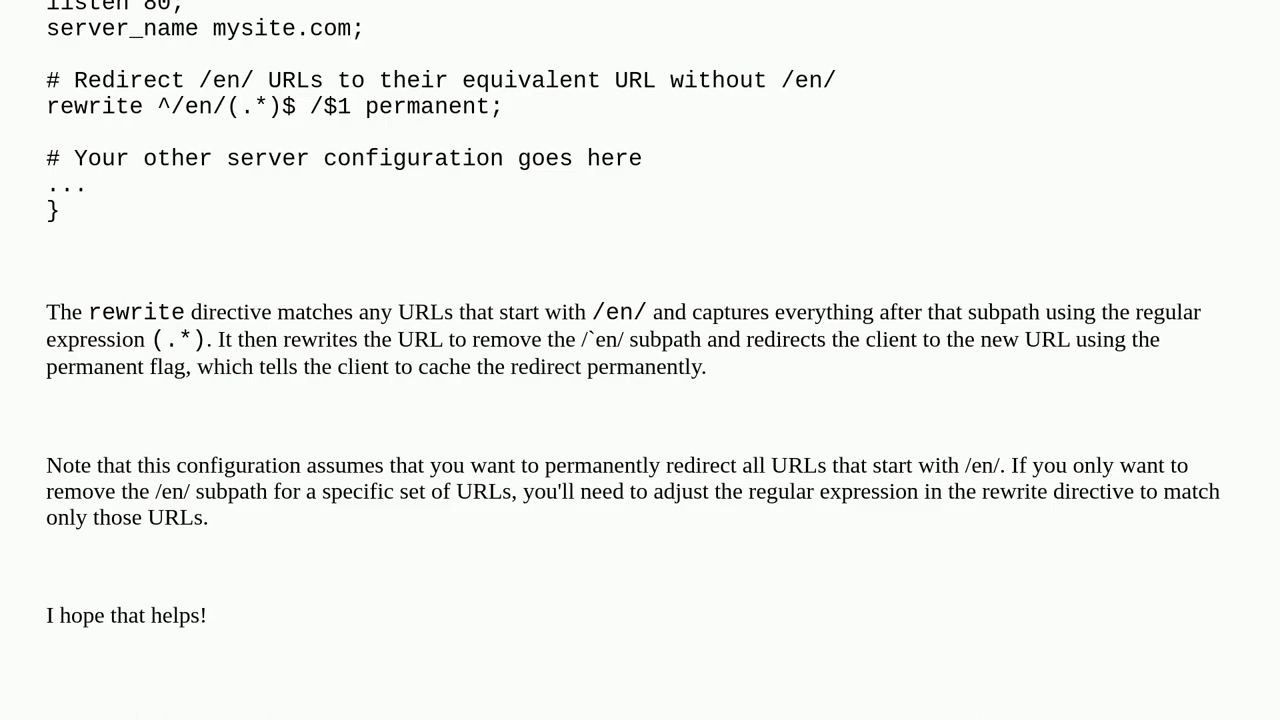 listen 80;
server_name mysite.com;
# Redirect /en/ URLs to their equivalent URL without /en/
rewrite ^/en/(.*)$ /$1 permanent;
# Your other server configuration goes here
...
}
The rewrite directive matches any URLs that start with /en/ and captures everything after that subpath using the regular
expression (.*). It then rewrites the URL to remove the /`en/ subpath and redirects the client to the new URL using the
permanent flag, which tells the client to cache the redirect permanently.
Note that this configuration assumes that you want to permanently redirect all URLs that start with /en/. If you only want to
remove the /en/ subpath for a specific set of URLs, you'll need to adjust the regular expression in the rewrite directive to match
only those URLs.
I hope that helps!